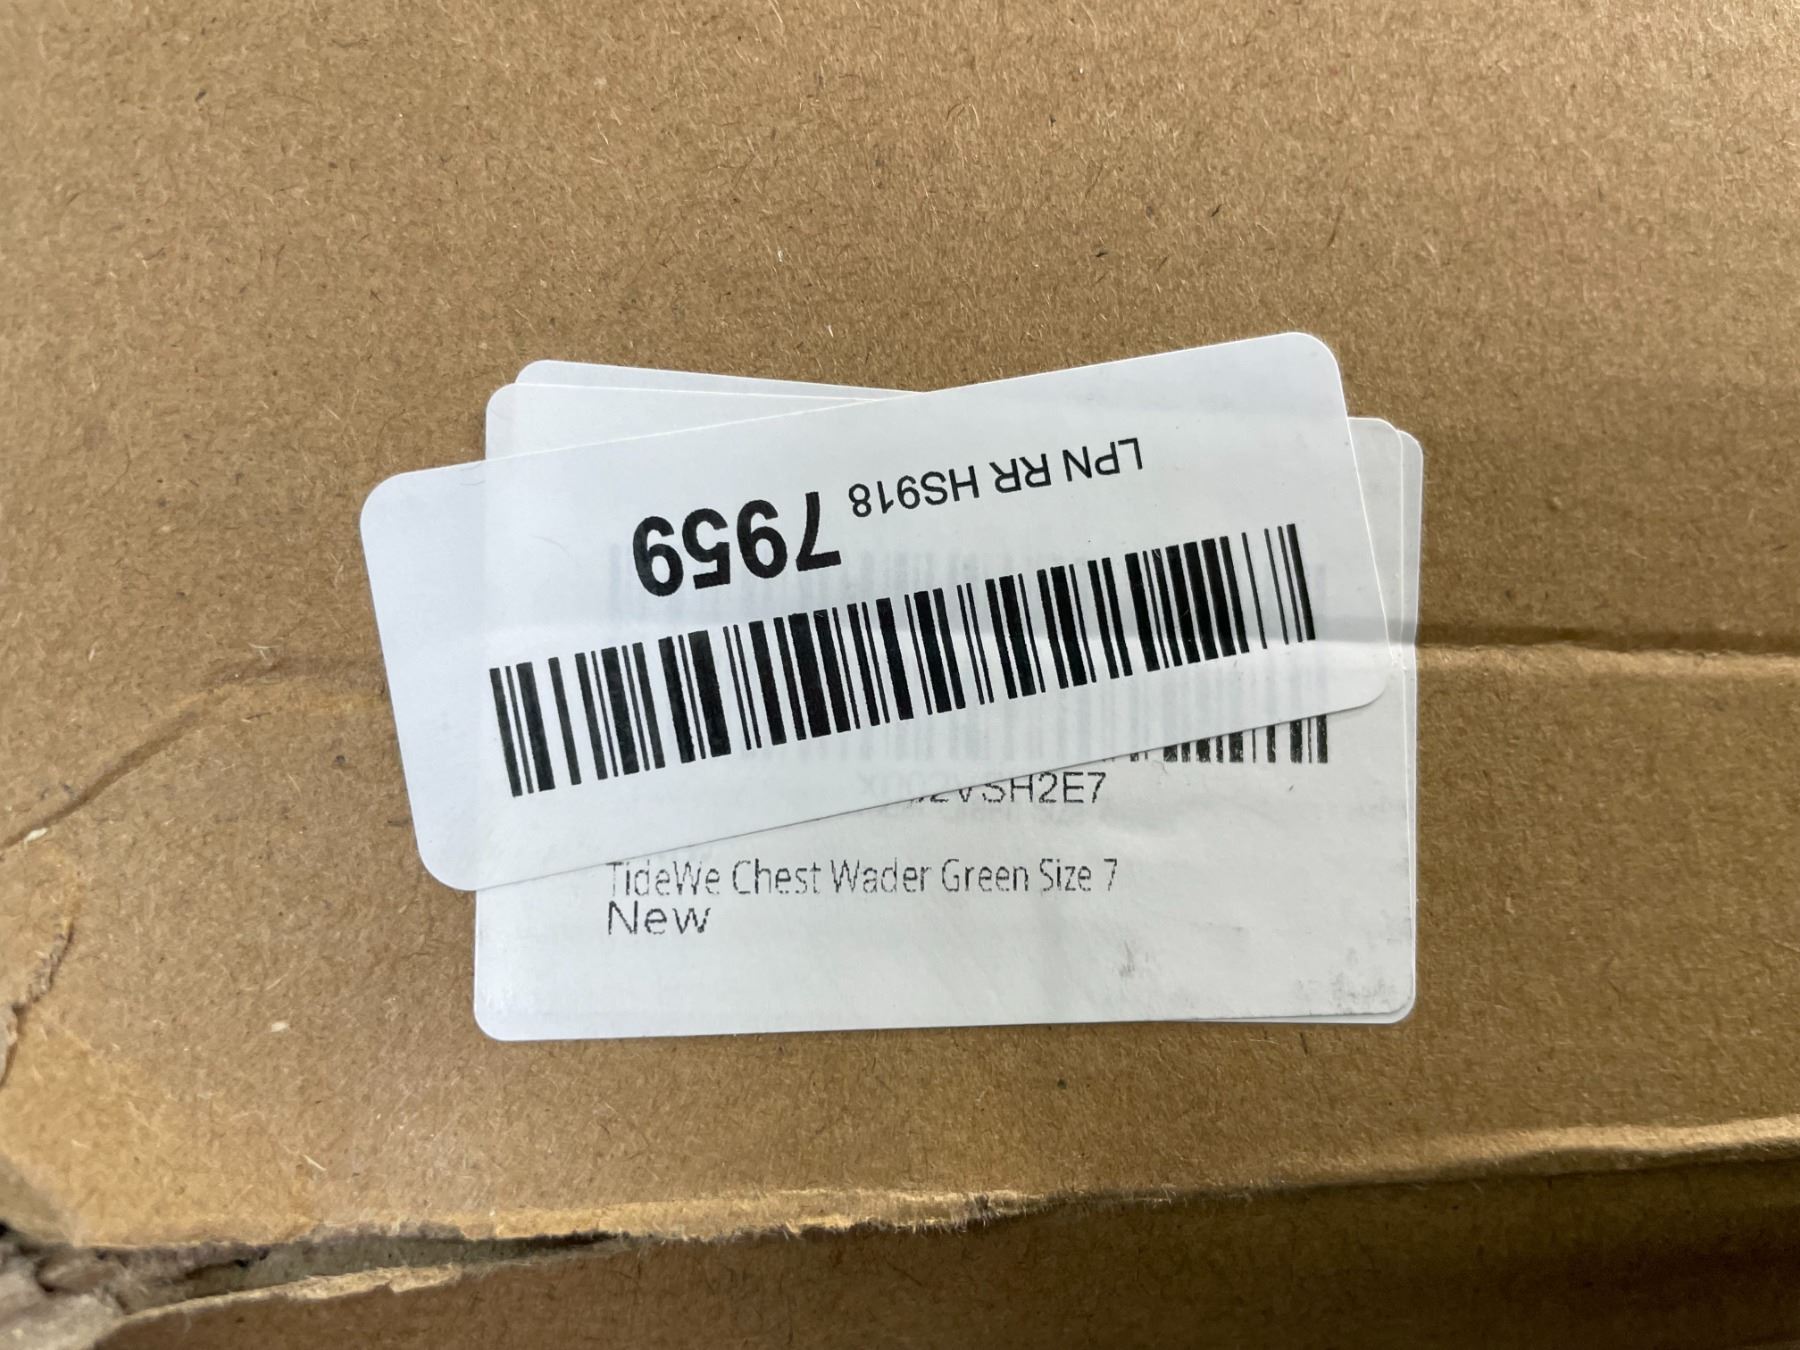 LPN RR HS918 7959
TideWe Chest Wader Green Size 7
New